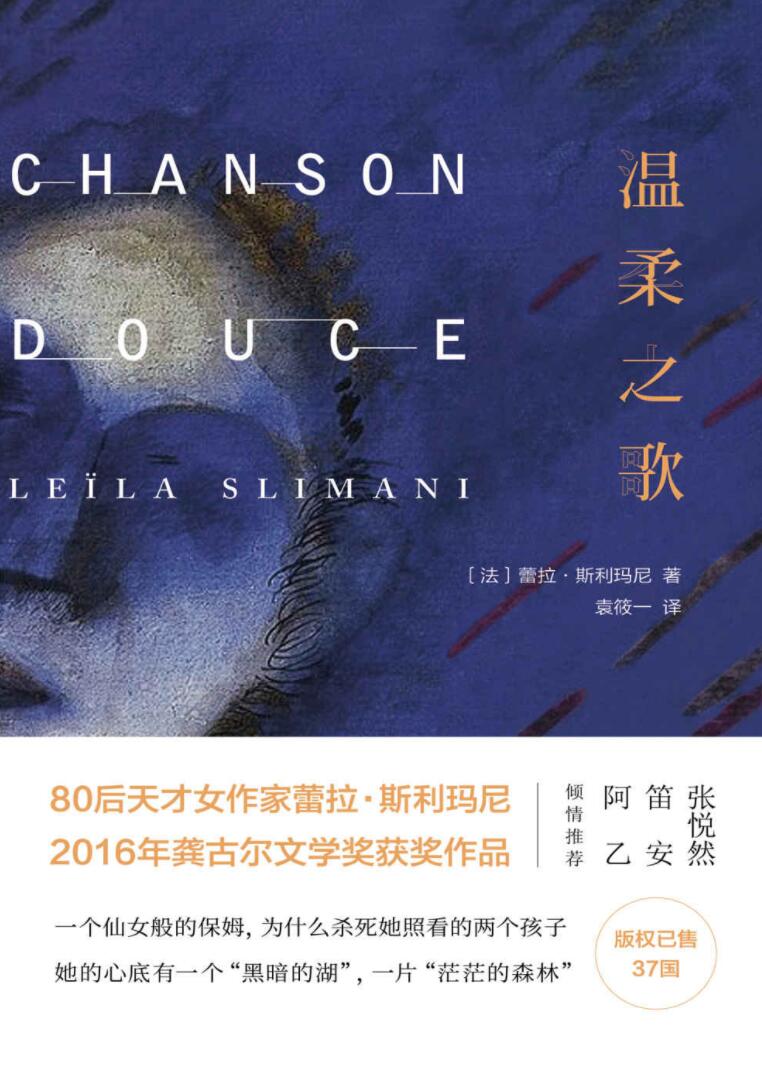 CHANSON
DOUCE
LEÏLA SLIMANI
温柔之歌
［法］蕾拉·斯利玛尼 著
袁筱一 译
80后天才女作家蕾拉·斯利玛尼
2016年龚古尔文学奖获奖作品
张悦然
笛安
阿乙
倾情推荐
一个仙女般的保姆，为什么杀死她照看的两个孩子
她的心底有一个“黑暗的湖”，一片“茫茫的森林”
版权已售
37国